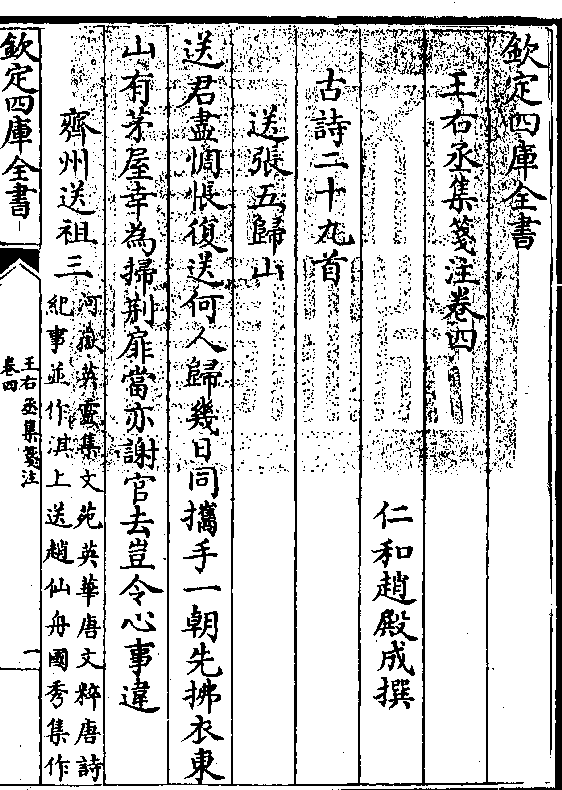 欽定四庫全書
王右丞集箋注卷四
仁和趙殿成撰
古詩二十九首
送張五歸山
送君盡惆悵復送何人歸幾日同攜手一朝先拂衣東
山有茅屋幸為掃荆扉當亦謝官去豈令心事違
齊州送祖三
河嶽英靈集文苑英華唐文粹唐詩
紀事並作淇上送趙仙舟國秀集作
欽定四庫全書
王右丞集箋注
卷四
一